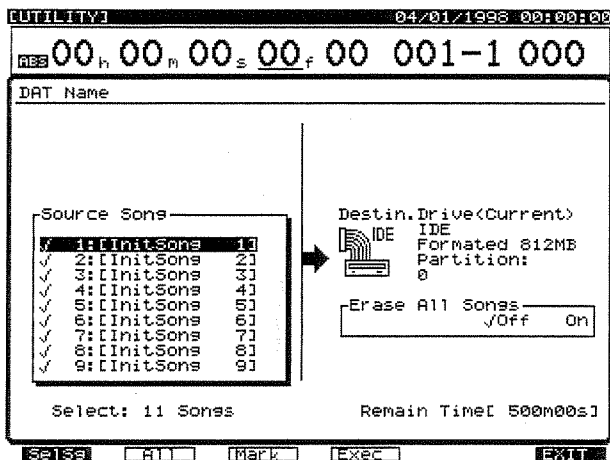 [UTILITY] 04/01/1998 00:00:00
ABS 00h 00m 00s 00f 00 001-1 000
DAT Name
Source Song
√ 1:[InitSong 1]
√ 2:[InitSong 2]
√ 3:[InitSong 3]
√ 4:[InitSong 4]
√ 5:[InitSong 5]
√ 6:[InitSong 6]
√ 7:[InitSong 7]
√ 8:[InitSong 8]
√ 9:[InitSong 9]
Select: 11 Songs
Destin.Drive(Current)
IDE
IDE
Formated 812MB
Partition:
0
Erase All Songs
√Off On
Remain Time[ 500m00s]
SelSg All Mark Exec EXIT